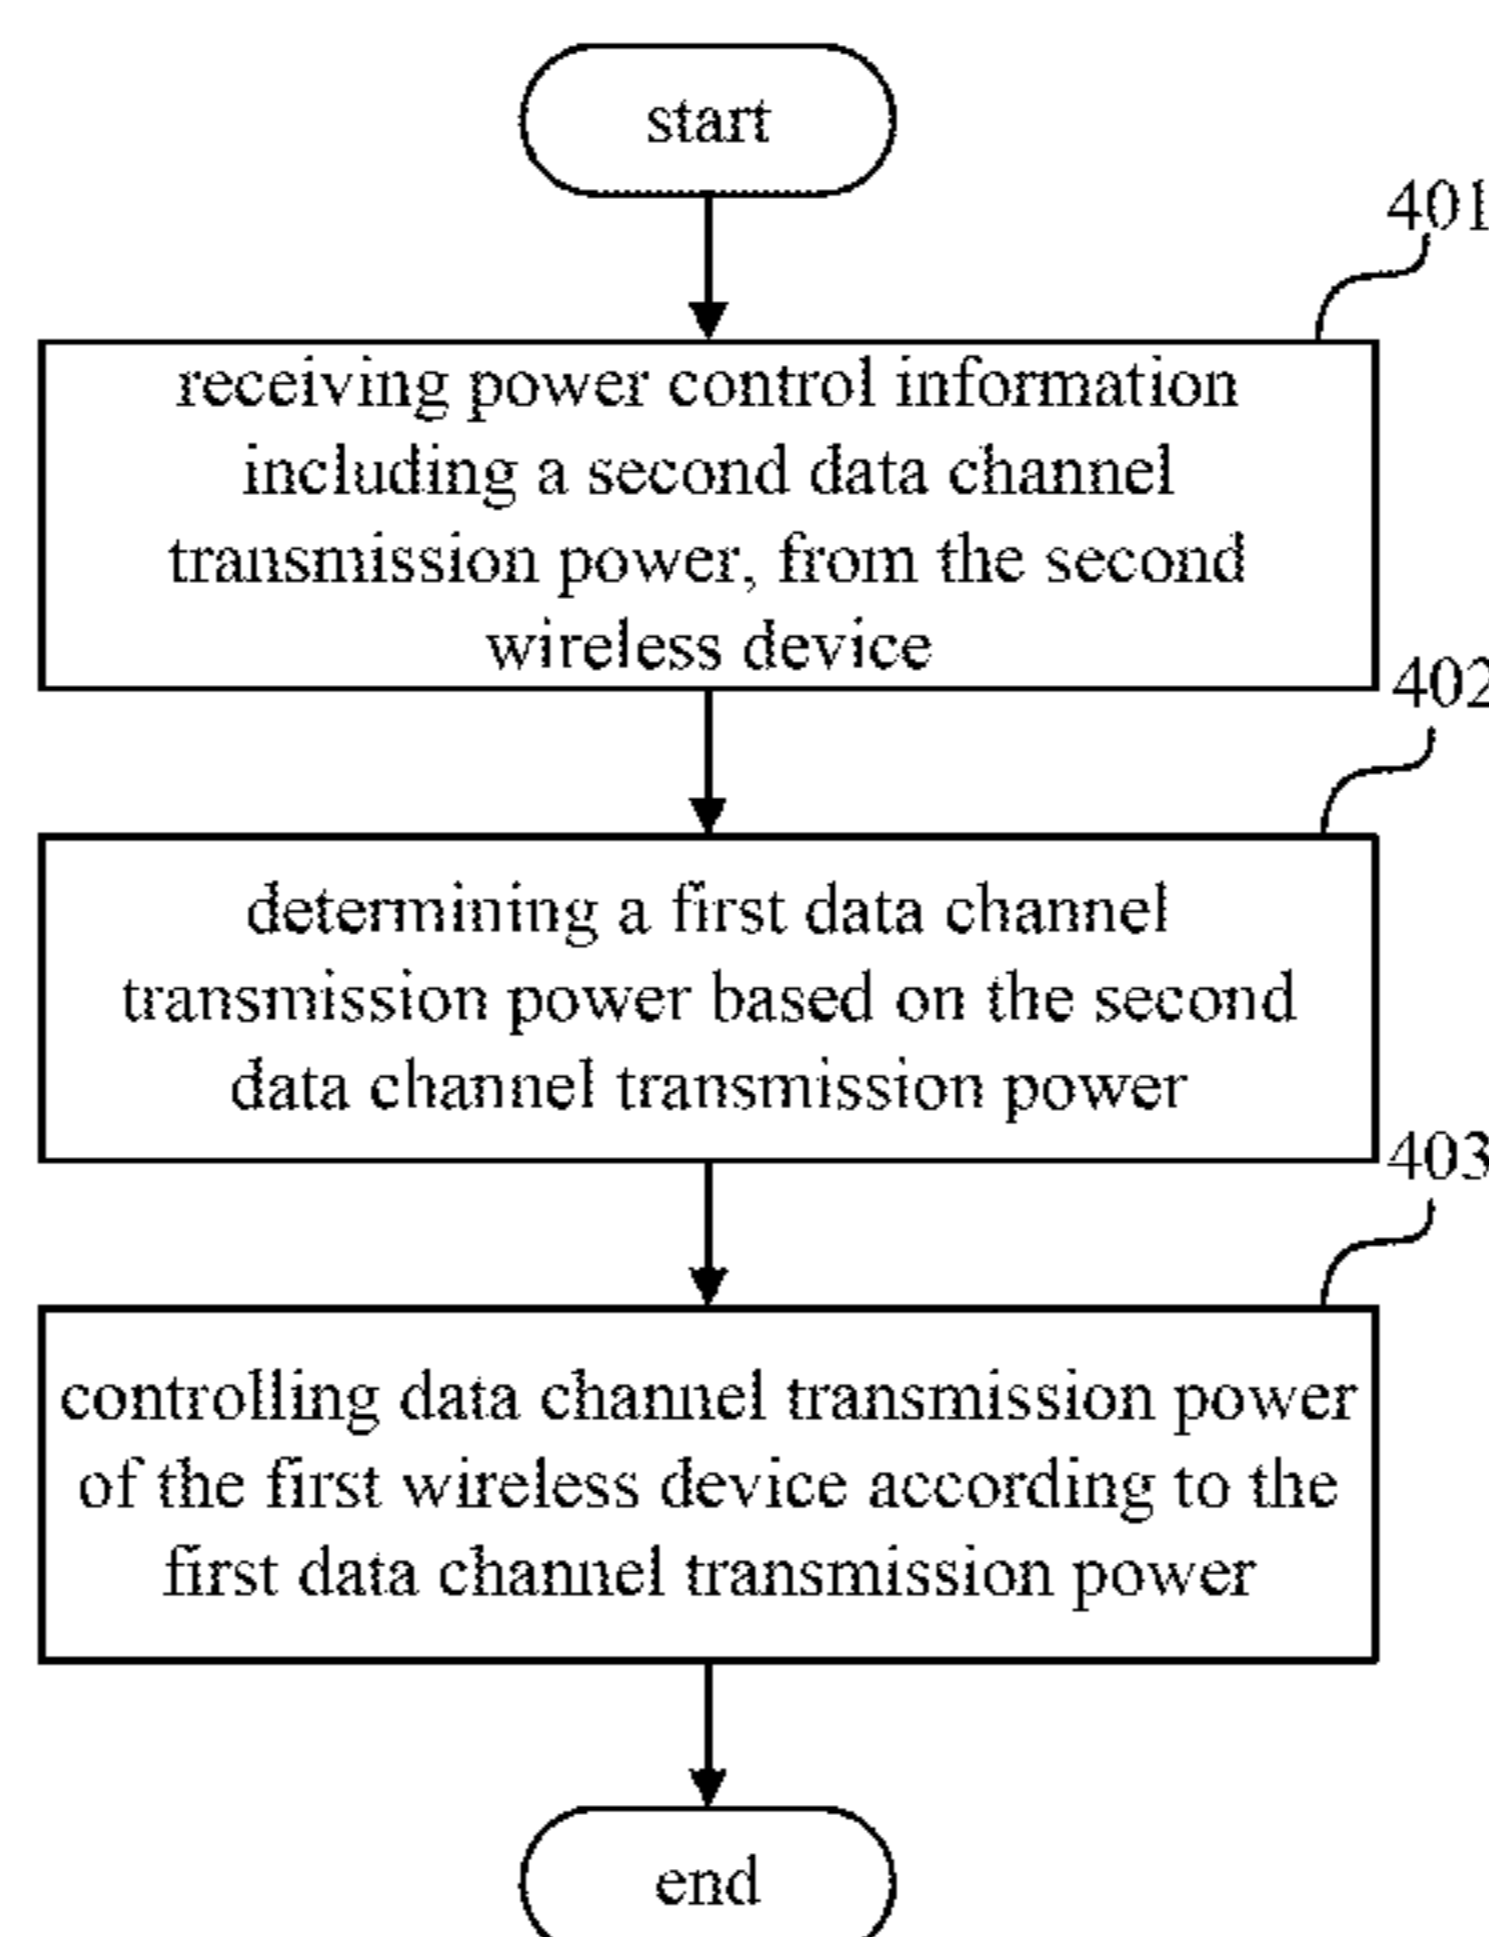 start
401
receiving power control information
including a second data channel
transmission power, from the second
wireless device
402
determining a first data channel
transmission power based on the second
data channel transmission power
403
controlling data channel transmission power
of the first wireless device according to the
first data channel transmission power
end